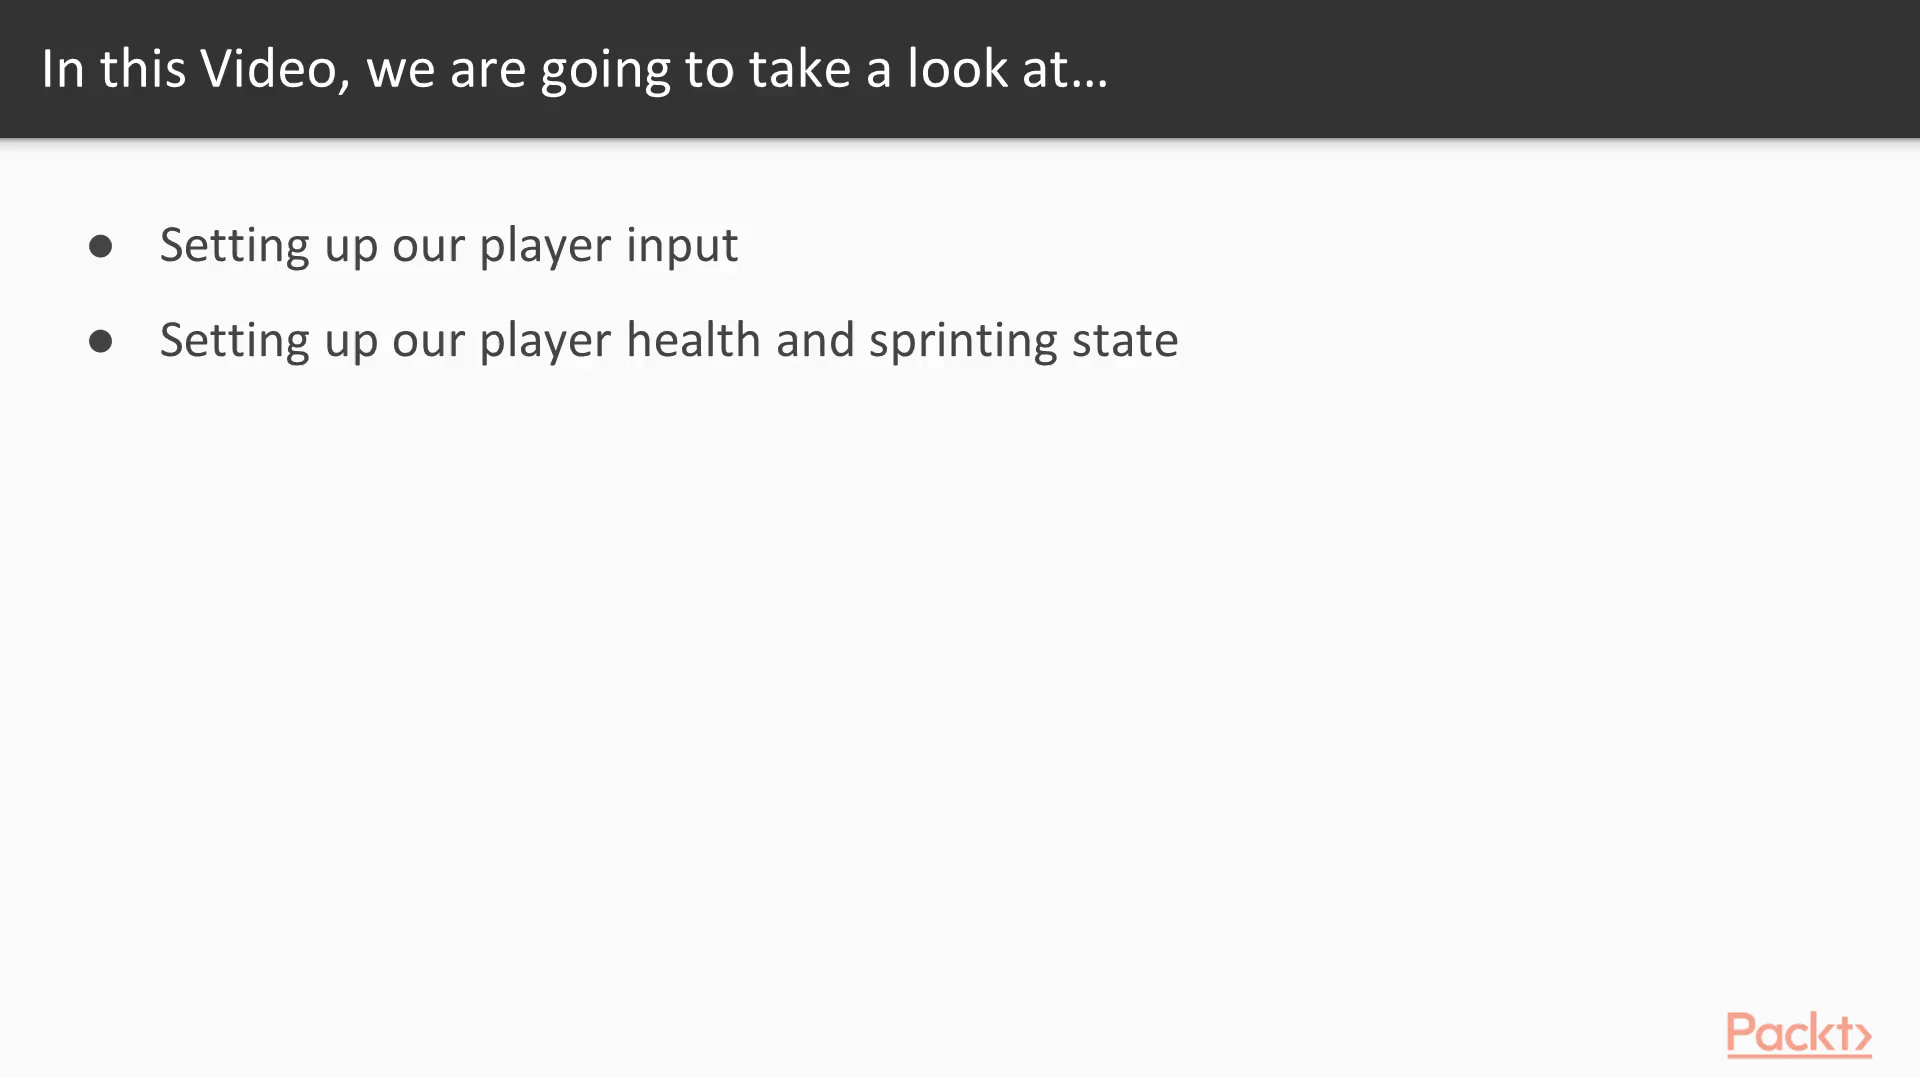 In this Video, we are going to take a look at...
● Setting up our player input
● Setting up our player health and sprinting state
Packt>